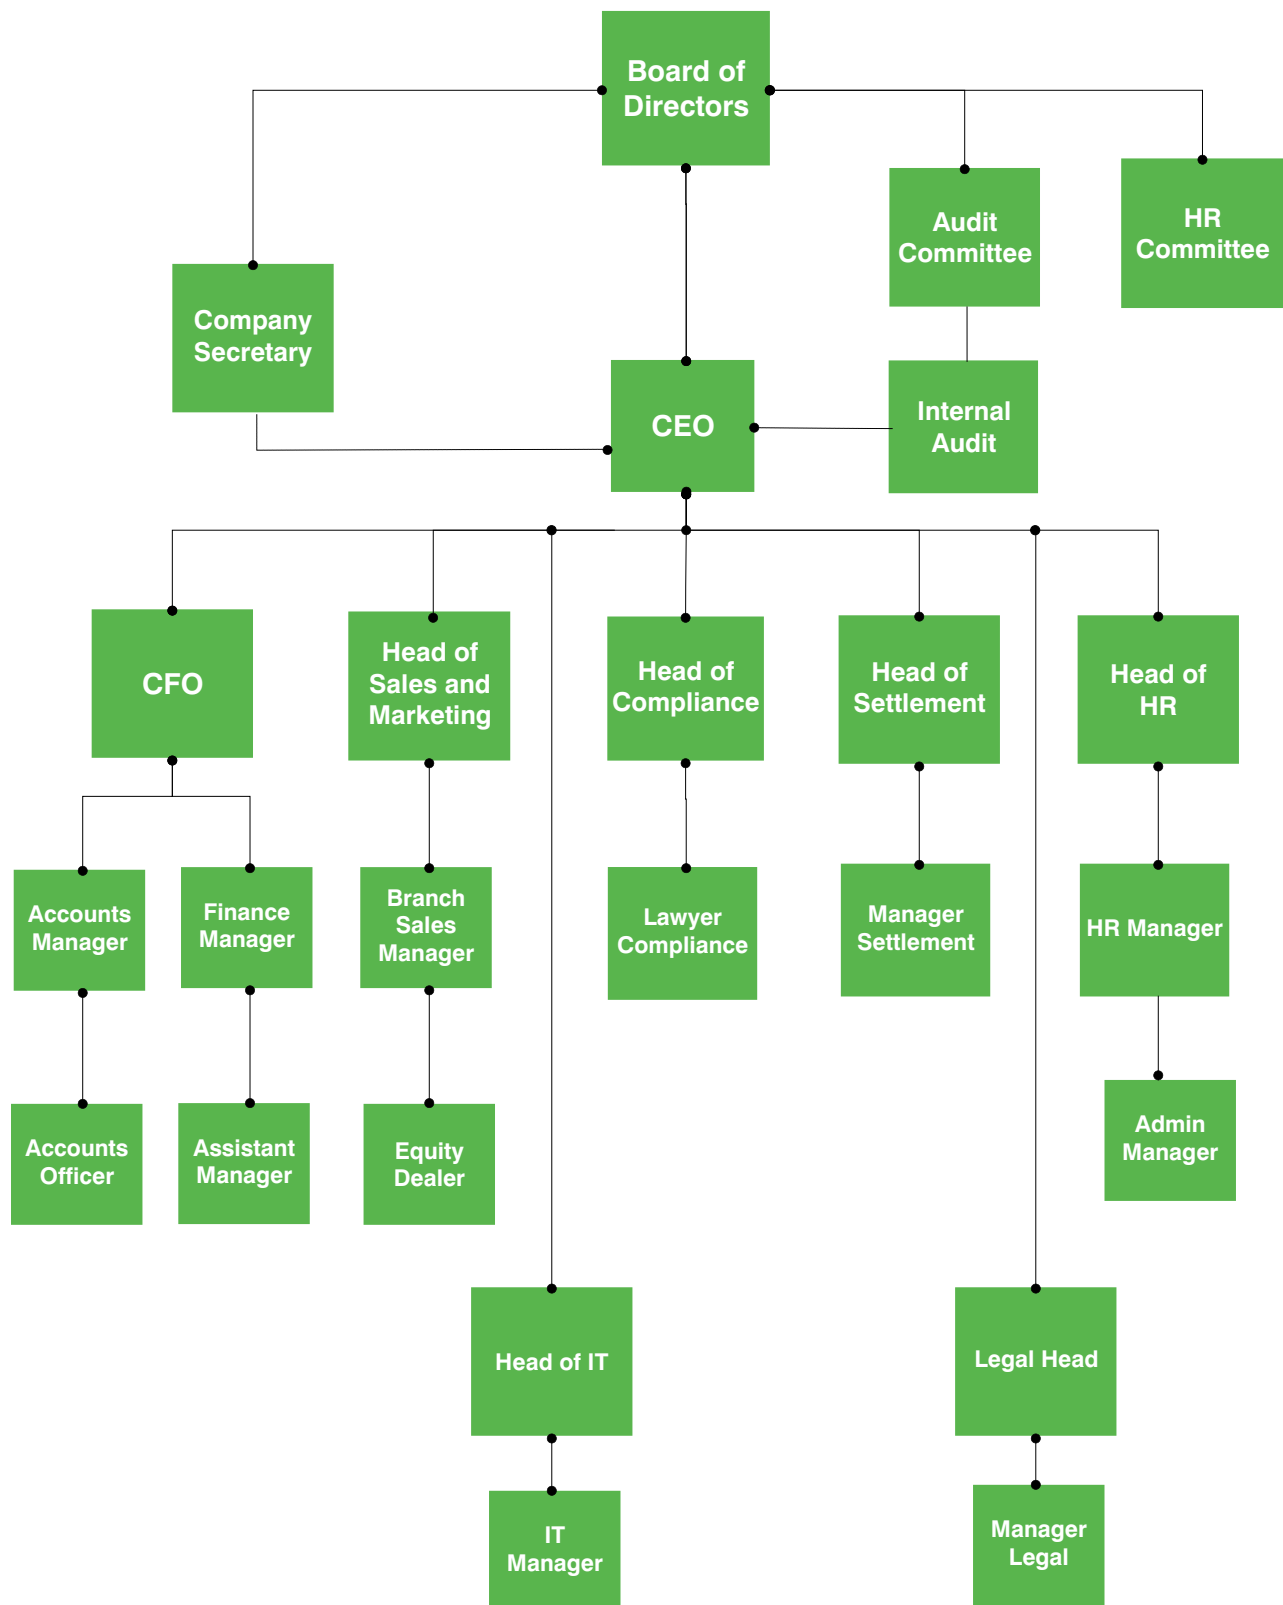 Board of
Directors
Audit
Committee
HR
Committee
Company
Secretary
CEO
Internal
Audit
CFO
Head of
Sales and
Marketing
Head of
Compliance
Head of
Settlement
Head of
HR
Accounts
Manager
Finance
Manager
Branch
Sales
Manager
Lawyer
Compliance
Manager
Settlement
HR Manager
Accounts
Officer
Assistant
Manager
Equity
Dealer
Admin
Manager
Head of IT
Legal Head
IT
Manager
Manager
Legal